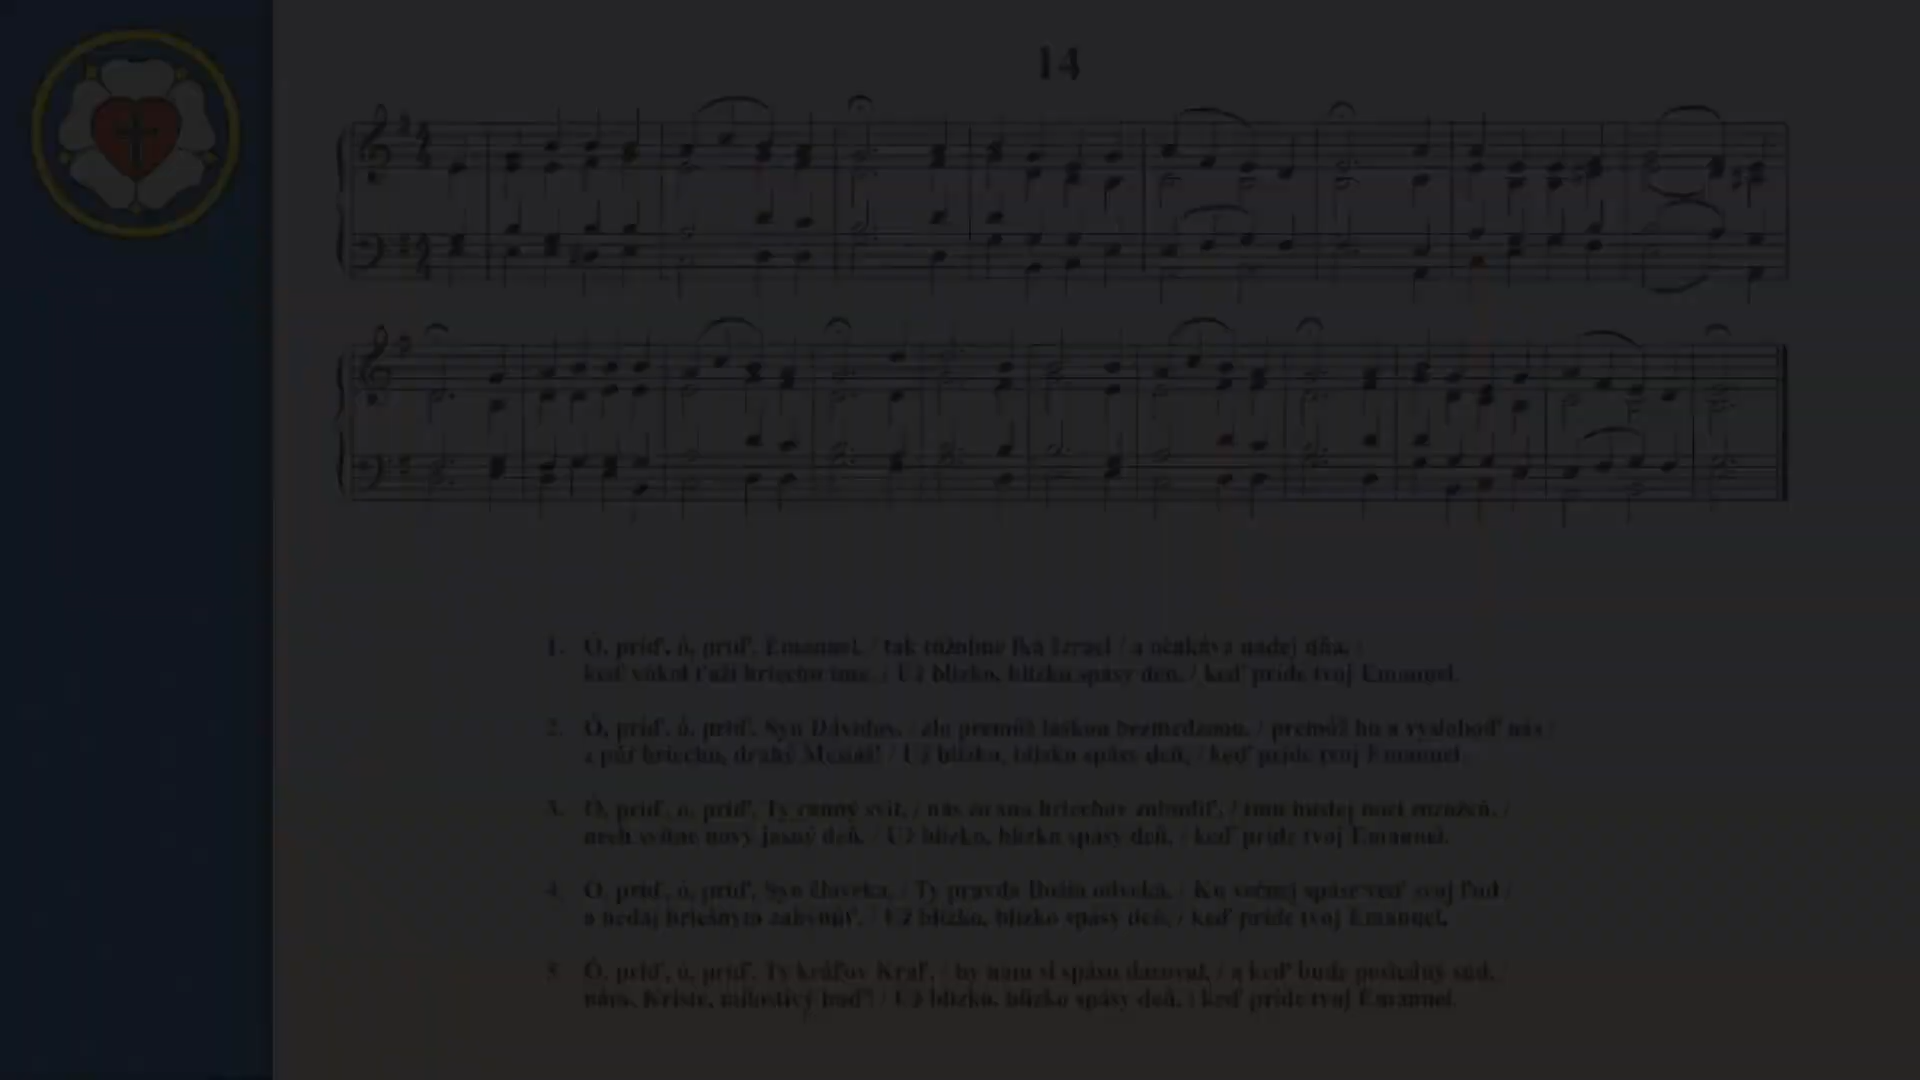 14
1. Ó, príď, ó, príď, Emanuel, / tak túžobne lká Izrael / a očakáva nádej dňa, /
keď vôkol ťaží hriechu tma. / Už blízko, blízko spásy deň, / keď príde tvoj Emanuel.
2. Ó, príď, ó, príď, Syn Dávidov, / zlo premôž láskou bezmedznou, / premôž ho a vysloboď nás /
z pút hriechu, drahý Mesiáš! / Už blízko, blízko spásy deň, / keď príde tvoj Emanuel.
3. Ó, príď, ó, príď, Ty ranný svit, / nás zo sna hriechov zobudiť, / tmu hustej noci rozožeň, /
nech svitne nový jasný deň. / Už blízko, blízko spásy deň, / keď príde tvoj Emanuel.
4. Ó, príď, ó, príď, Syn človeka, / Ty pravda Božia odveká. / Ku večnej spáse veď svoj ľud /
a nedaj hriešnym zahynúť. / Už blízko, blízko spásy deň, / keď príde tvoj Emanuel.
5. Ó, príď, ó, príď, Ty kráľov Kráľ, / by nám si spásu daroval, / a keď bude posledný súd, /
nám, Kriste, milostivý buď! / Už blízko, blízko spásy deň, / keď príde tvoj Emanuel.